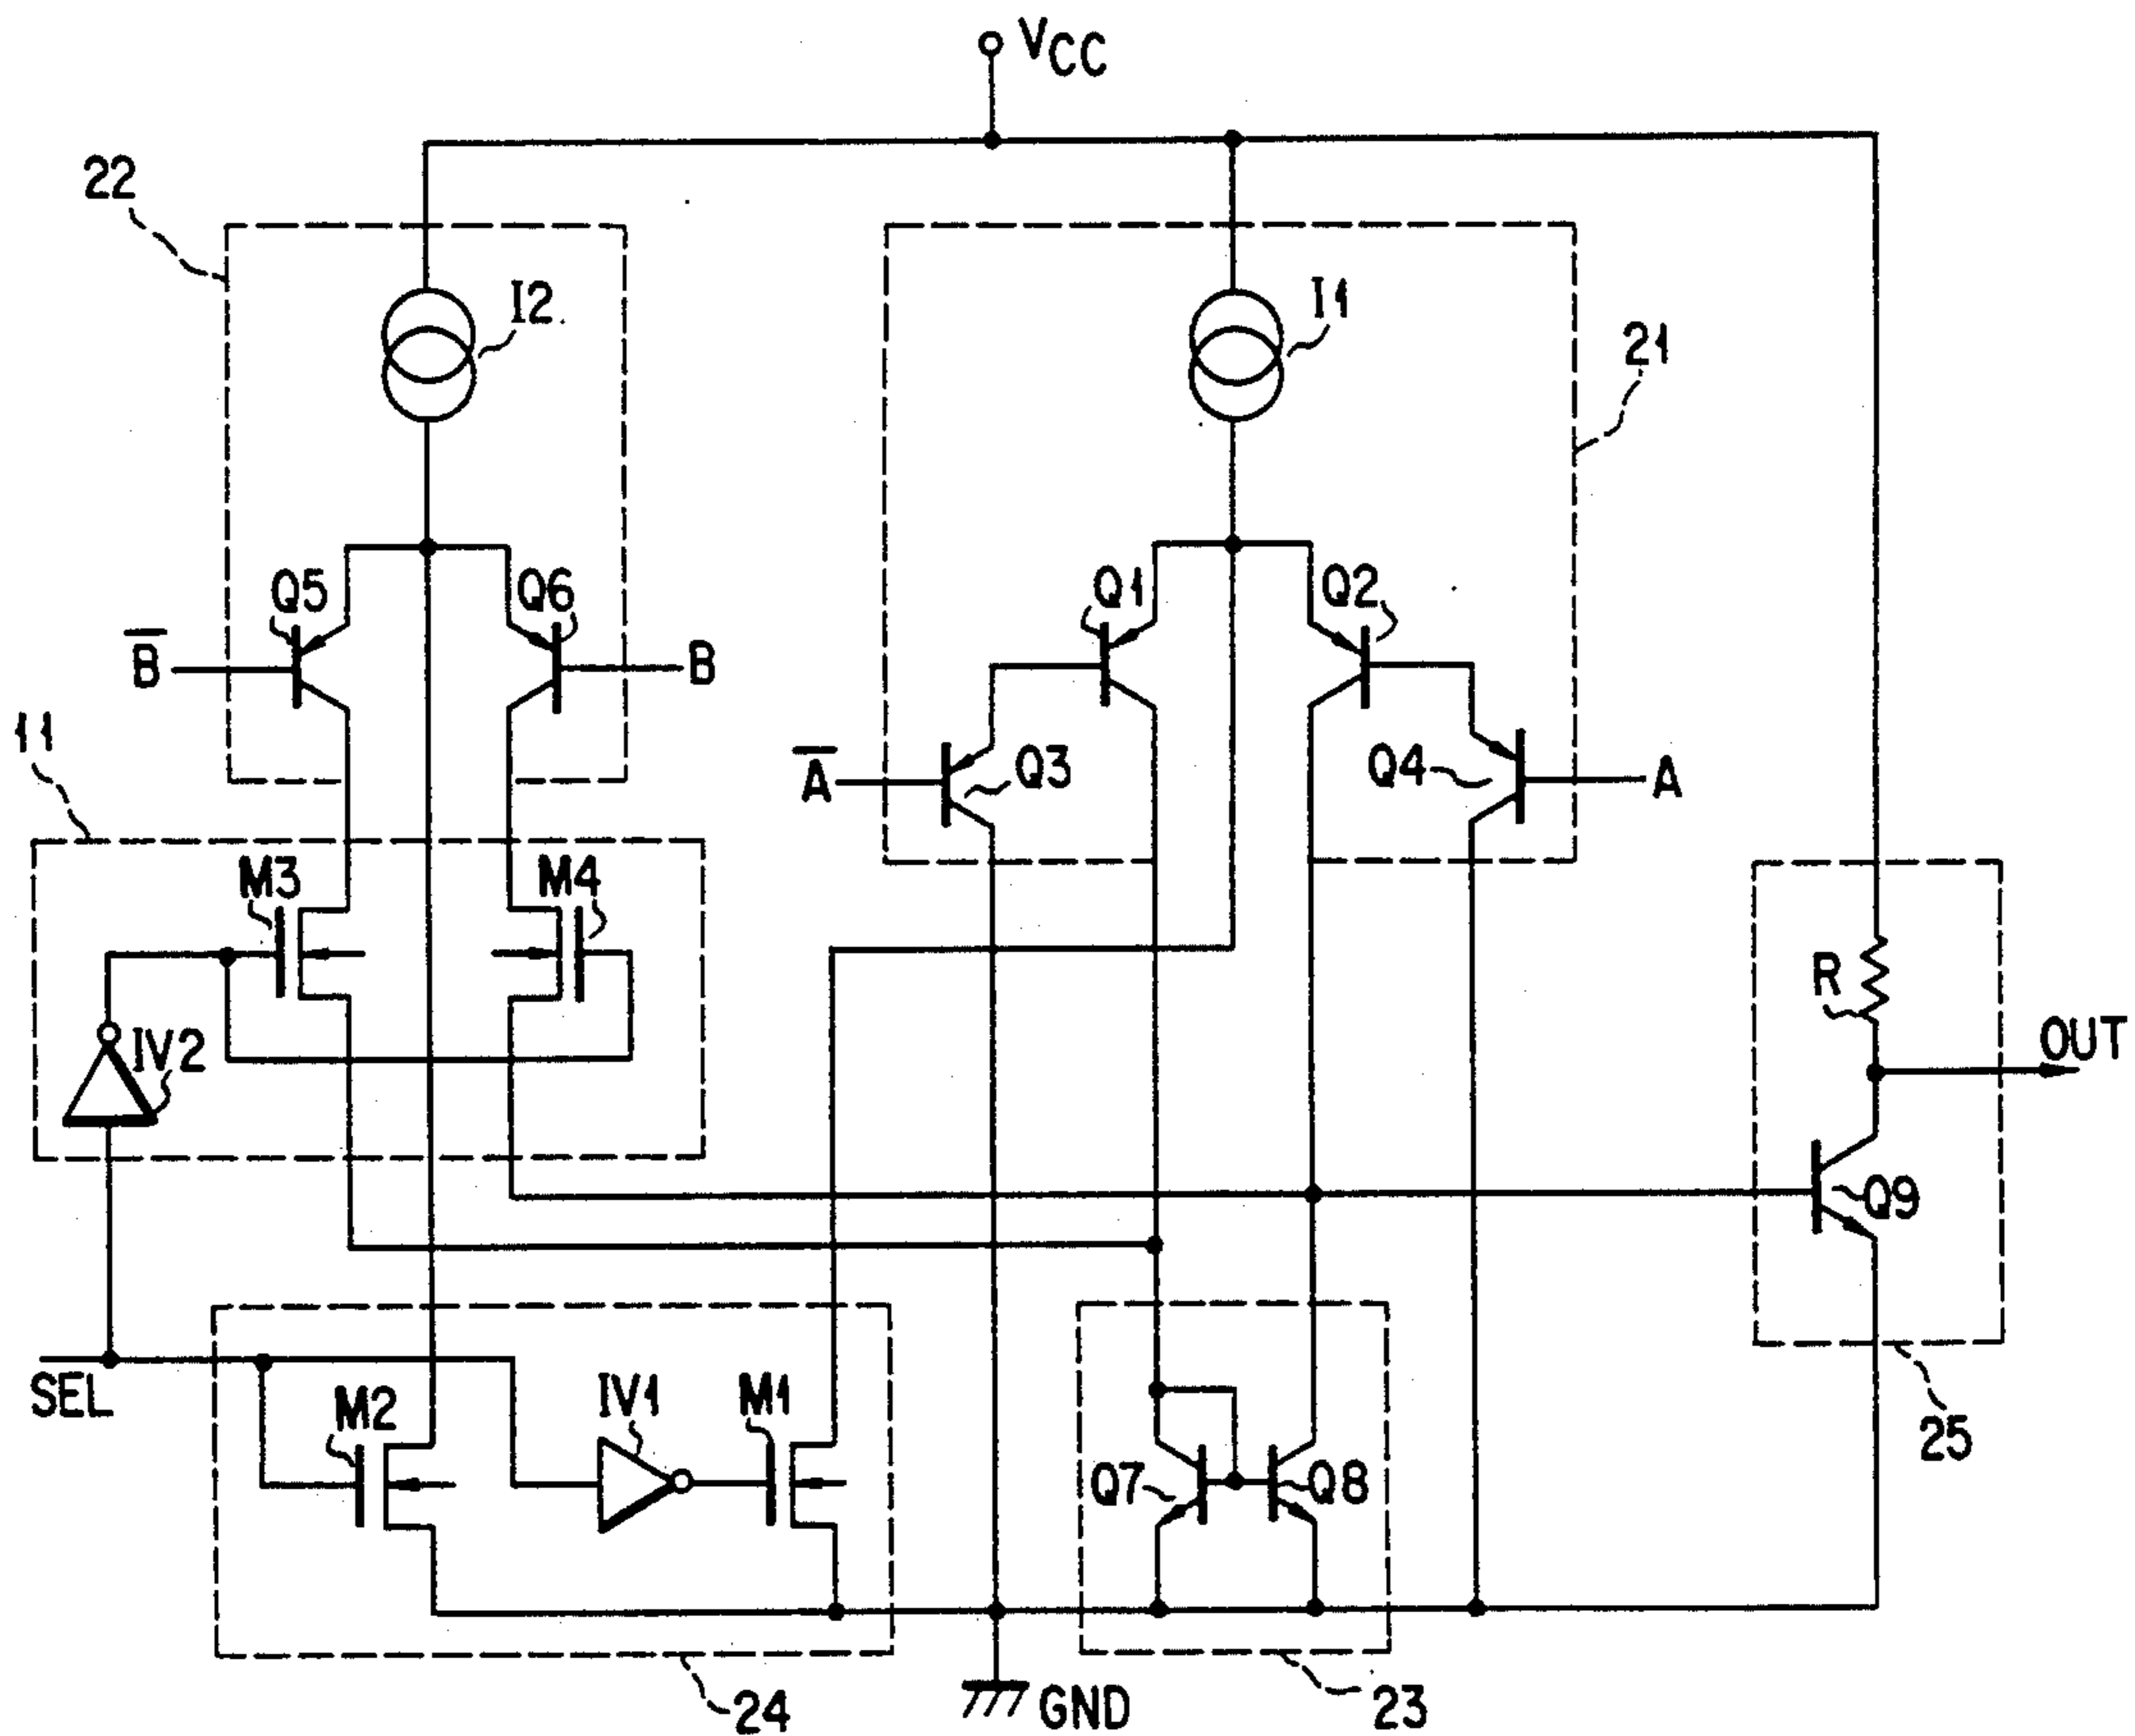 VCC
22
I2
I1
21
Q5
Q6
Q1
Q2
B̅
B
11
A̅
Q3
Q4
A
M3
M4
R
IV2
OUT
Q9
SEL
M2
IV1
M1
Q7
Q8
25
24
GND
23